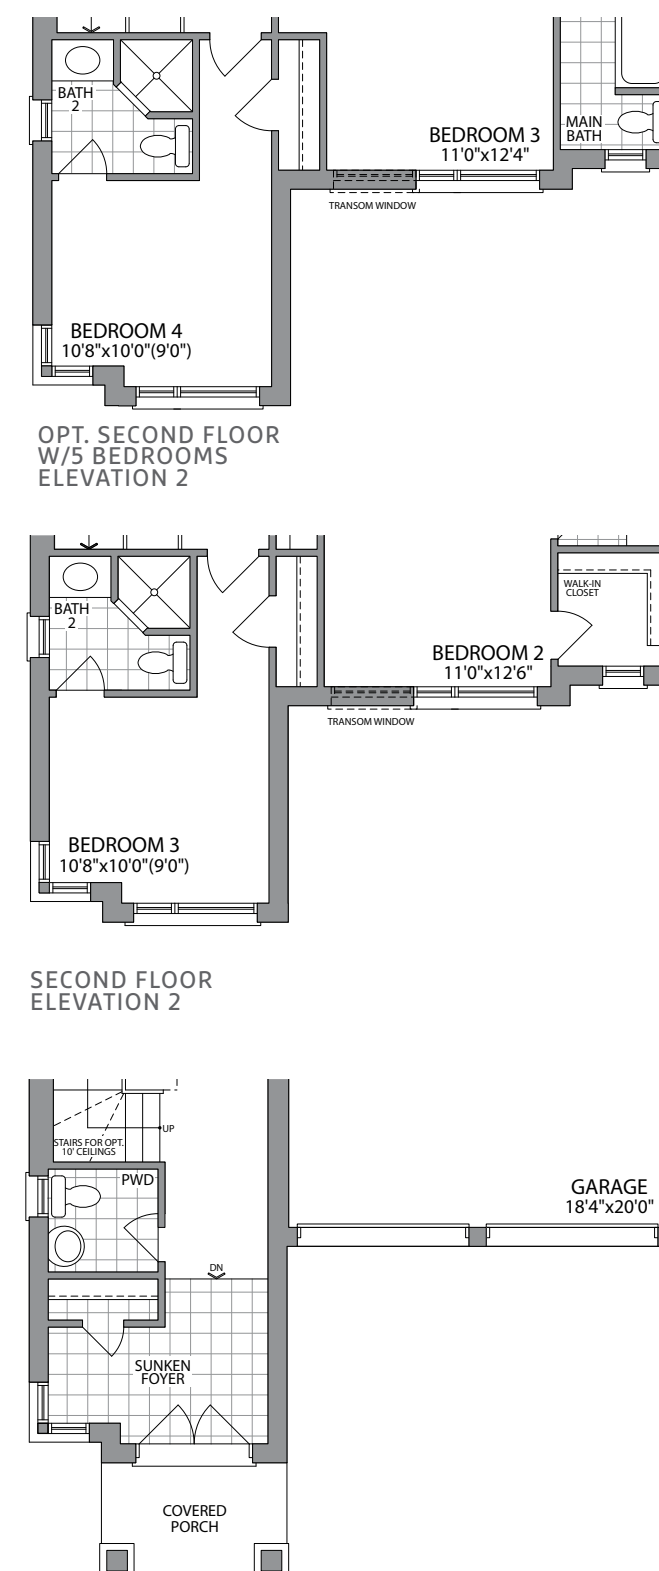 BATH
2
MAIN
BATH
BEDROOM 3
11'0"x12'4"
TRANSOM WINDOW
BEDROOM 4
10'8"x10'0"(9'0")
OPT. SECOND FLOOR
W/5 BEDROOMS
ELEVATION 2
WALK-IN
CLOSET
BATH
2
BEDROOM 2
11'0"x12'6"
TRANSOM WINDOW
BEDROOM 3
10'8"x10'0"(9'0")
SECOND FLOOR
ELEVATION 2
UP
STAIRS FOR OPT.
10' CEILINGS
PWD
GARAGE
18'4"x20'0"
DN
SUNKEN
FOYER
COVERED
PORCH